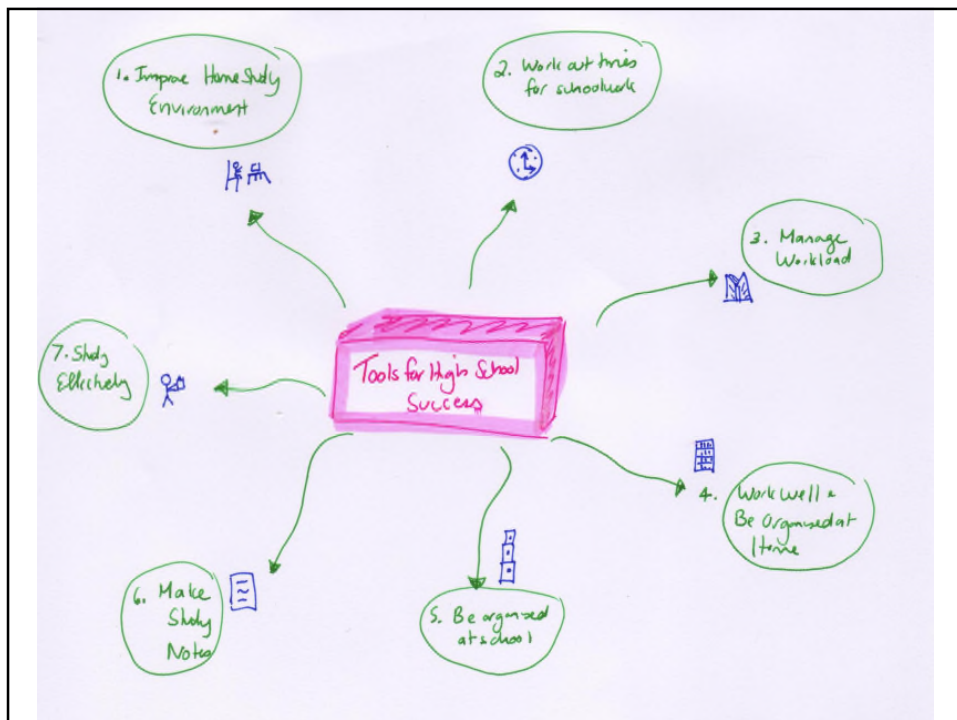 Tools for High School
Success
1. Improve Home Study
Environment
2. Work out times
for schoolwork
3. Manage
Workload
4. Work Well +
Be Organised at
Home
5. Be organised
at school
6. Make
Study
Notes
7. Study
Effectively